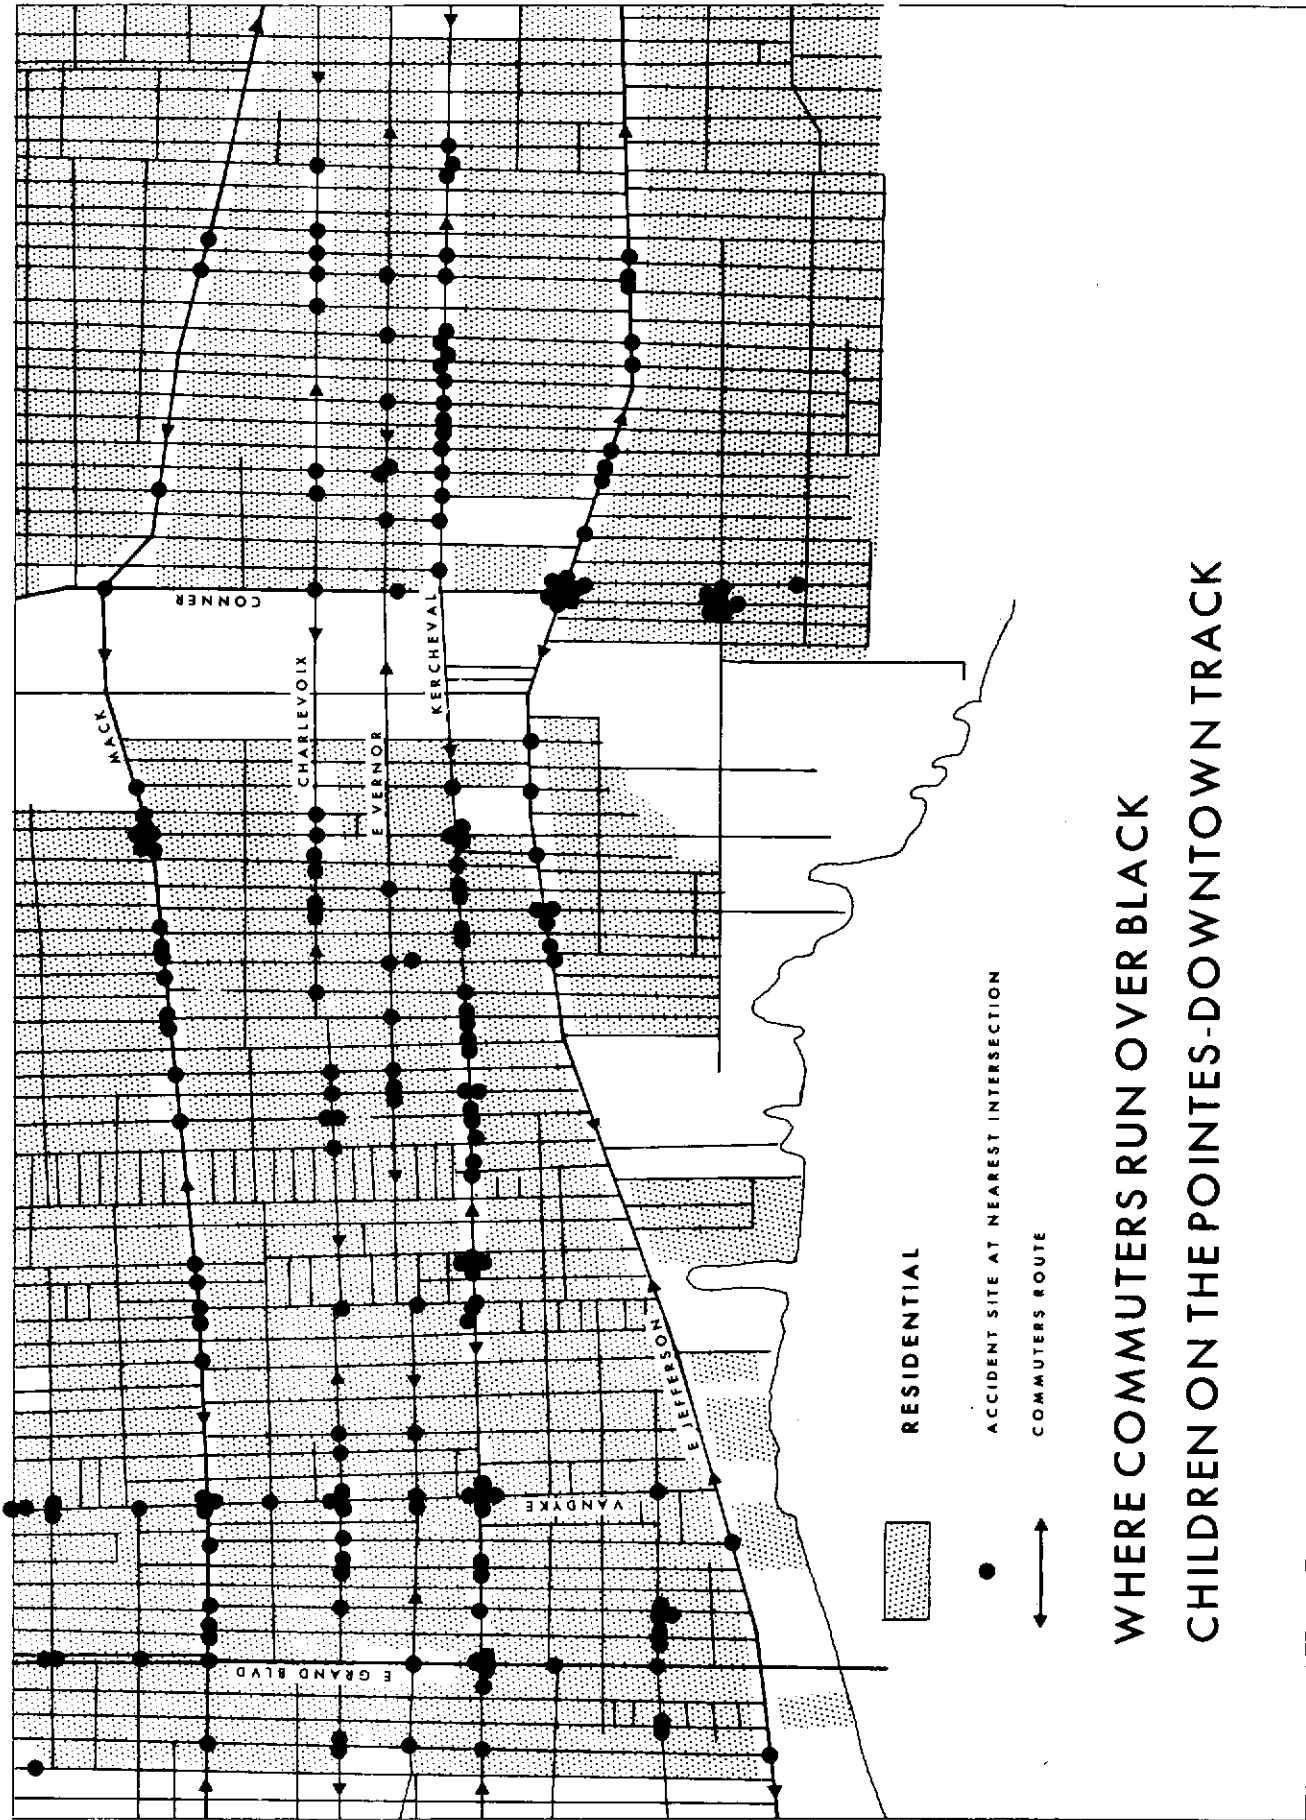 MACK
CONNER
CHARLEVOIX
E VERNOR
KERCHEVAL
E JEFFERSON
VANDYKE
E GRAND BLVD
RESIDENTIAL
ACCIDENT SITE AT NEAREST INTERSECTION
COMMUTERS ROUTE
WHERE COMMUTERS RUN OVER BLACK
CHILDREN ON THE POINTES-DOWNTOWN TRACK